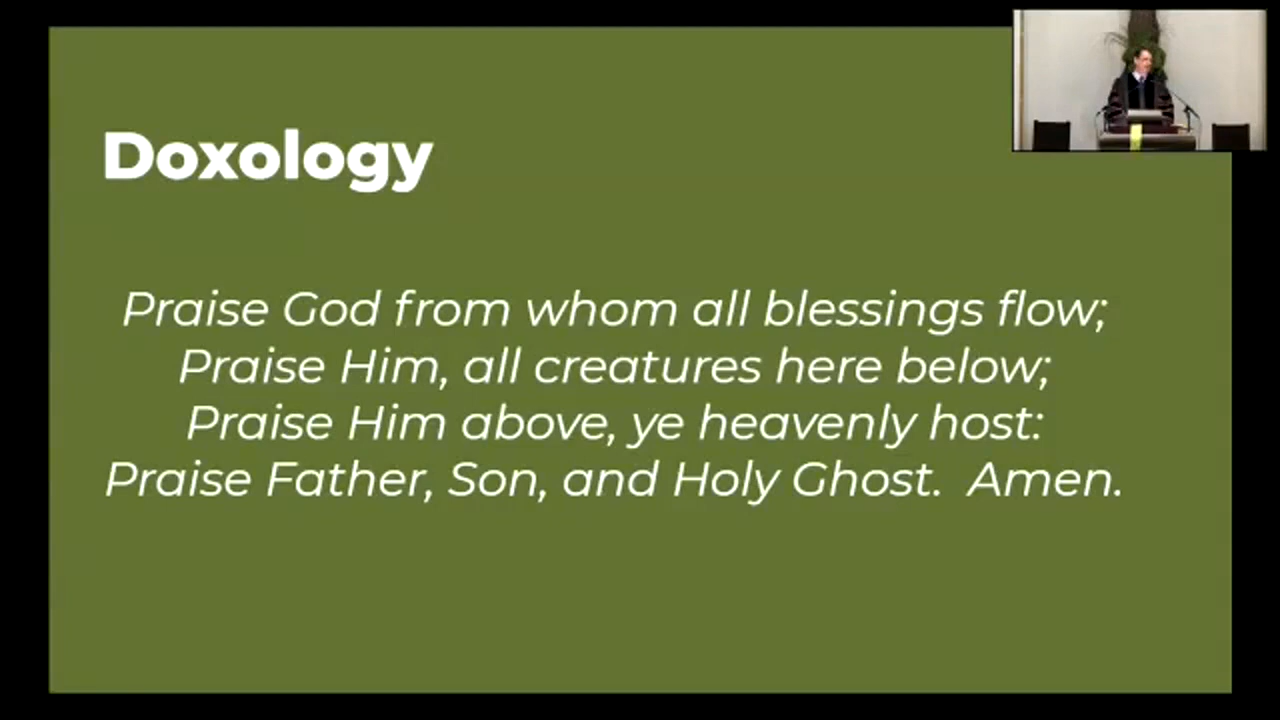 Doxology
Praise God from whom all blessings flow;
Praise Him, all creatures here below;
Praise Him above, ye heavenly host:
Praise Father, Son, and Holy Ghost.  Amen.